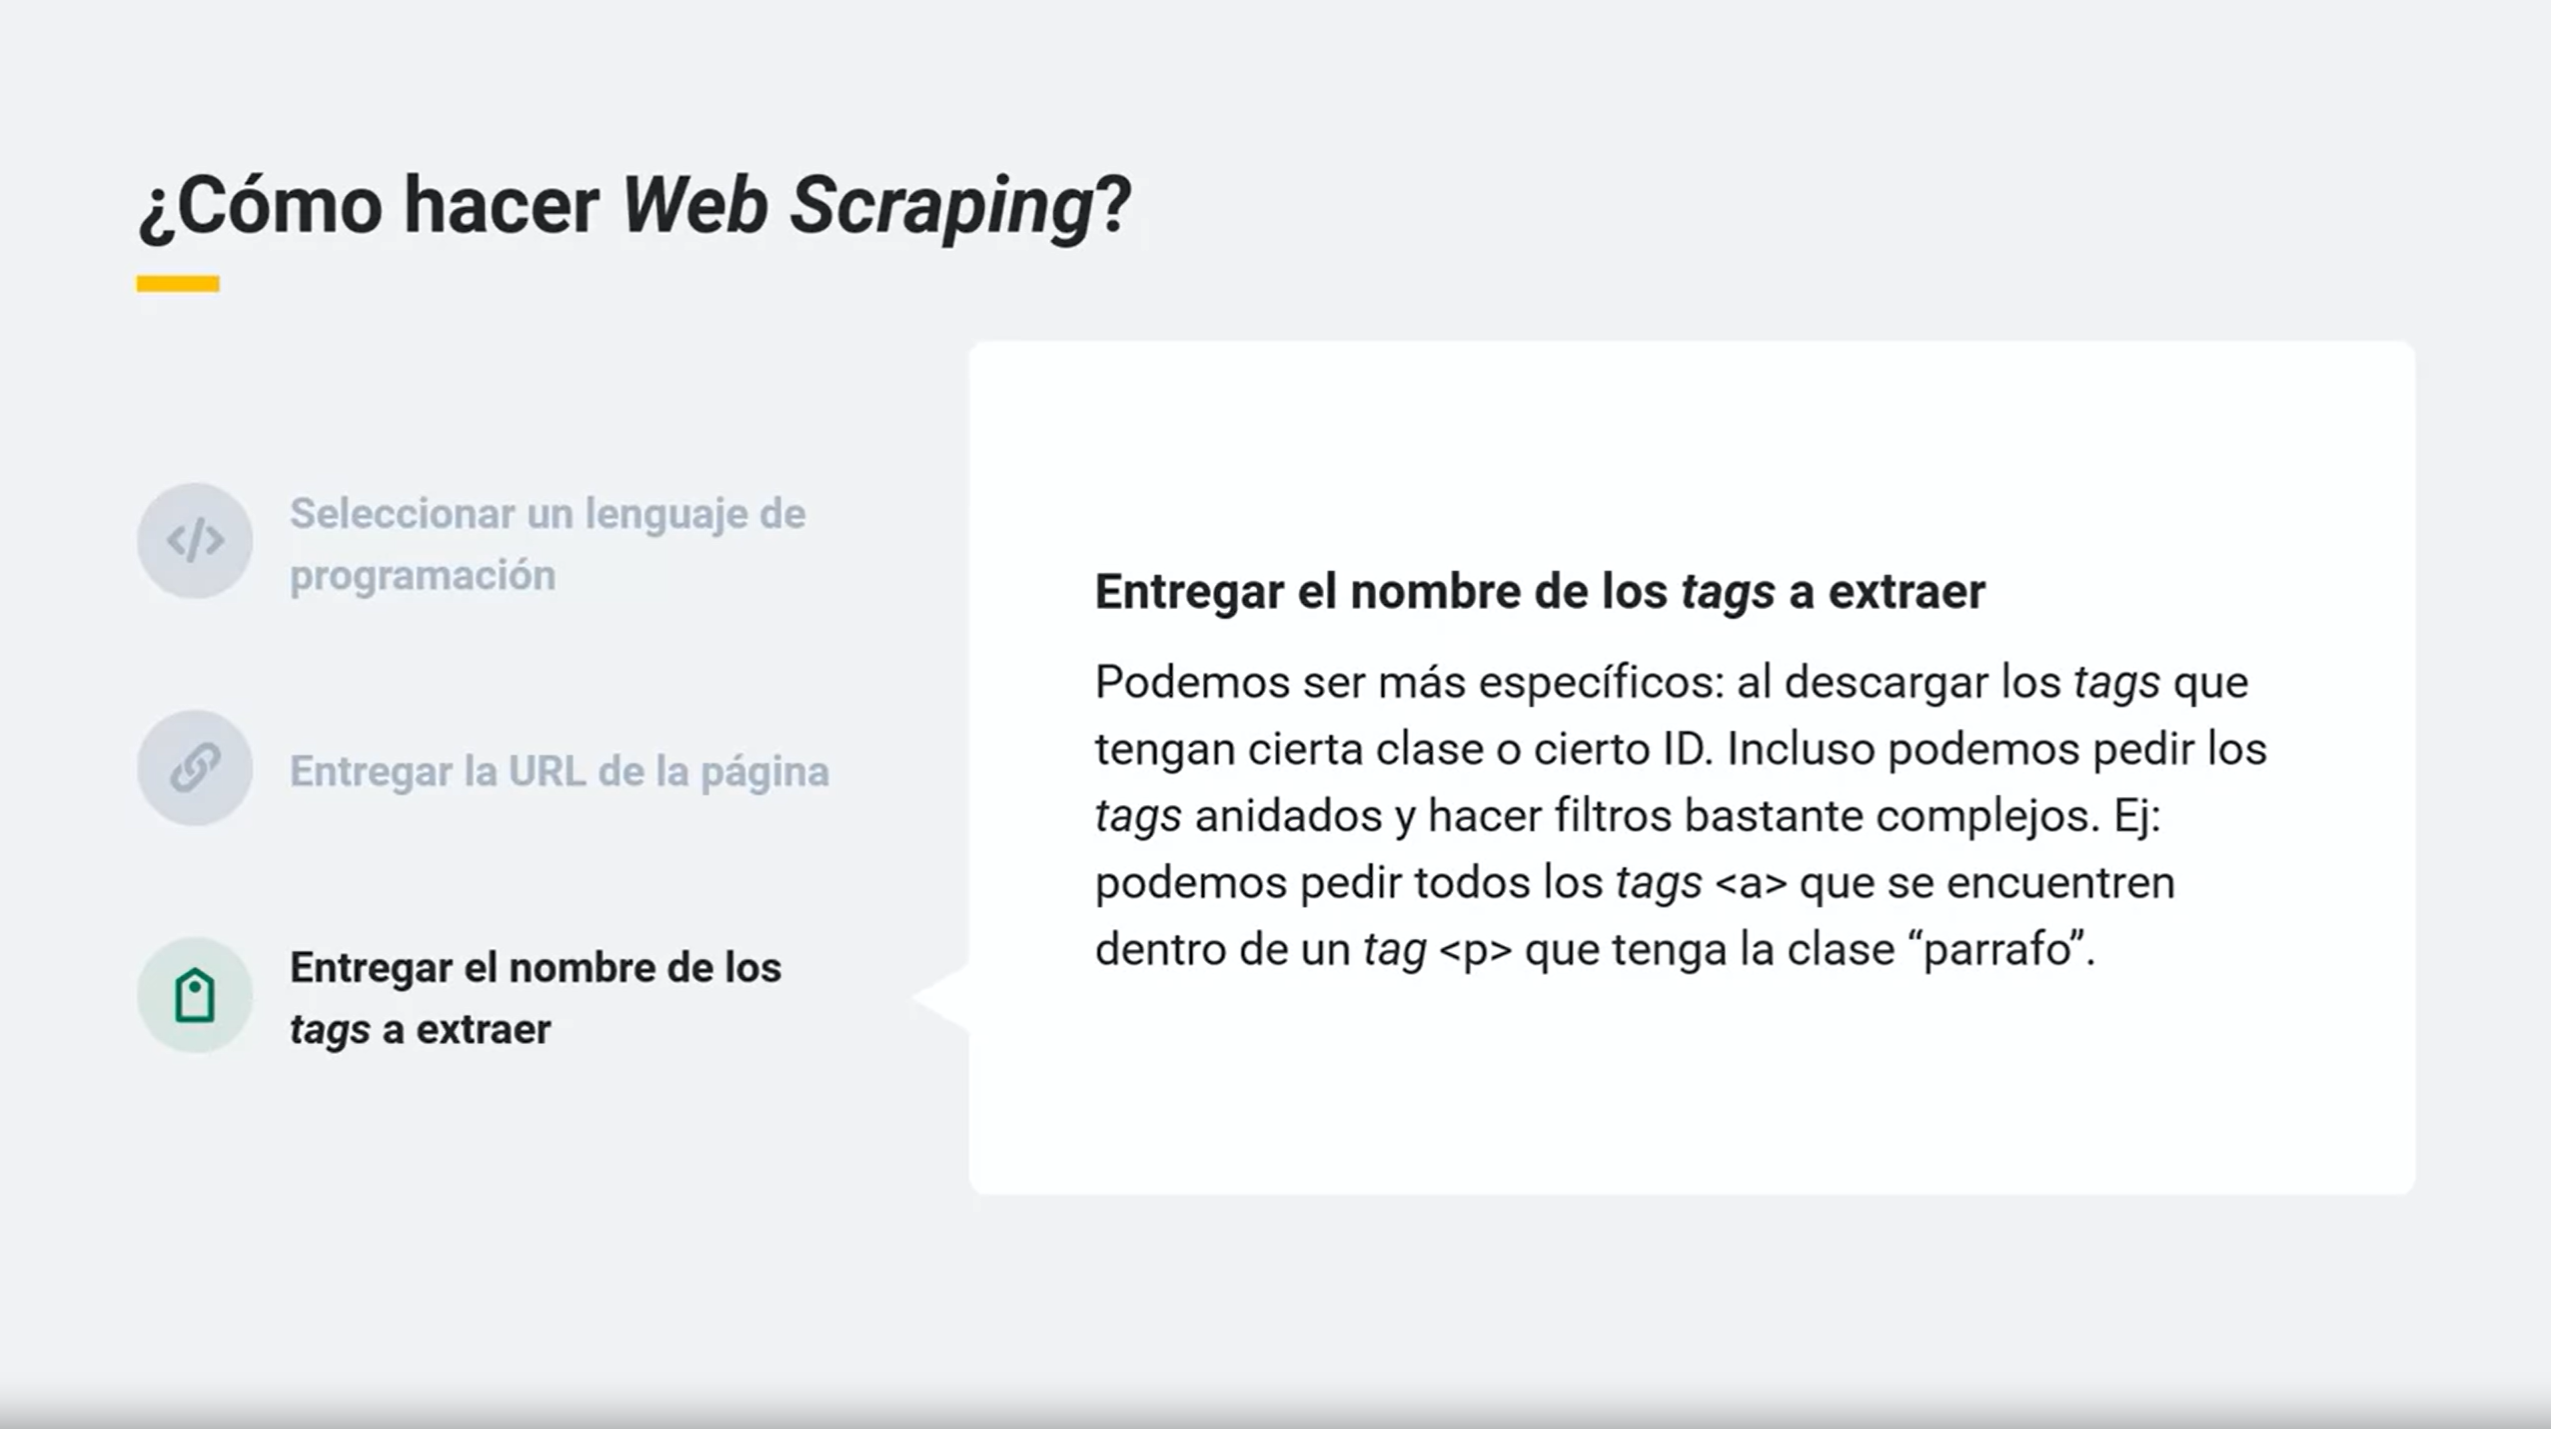 ¿Cómo hacer Web Scraping?
</>
Seleccionar un lenguaje de
programación
Entregar la URL de la página
Entregar el nombre de los
tags a extraer
Entregar el nombre de los tags a extraer
Podemos ser más específicos: al descargar los tags que
tengan cierta clase o cierto ID. Incluso podemos pedir los
tags anidados y hacer filtros bastante complejos. Ej:
podemos pedir todos los tags <a> que se encuentren
dentro de un tag <p> que tenga la clase “parrafo”.